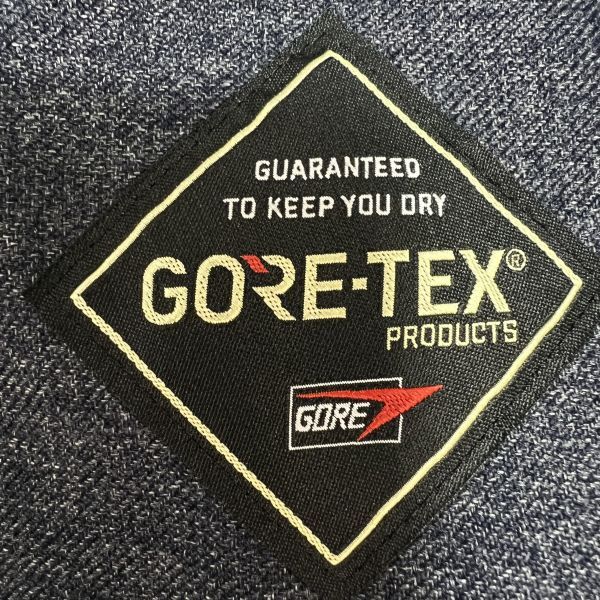 GUARANTEED
TO KEEP YOU DRY
GORE-TEX®
PRODUCTS
GORE